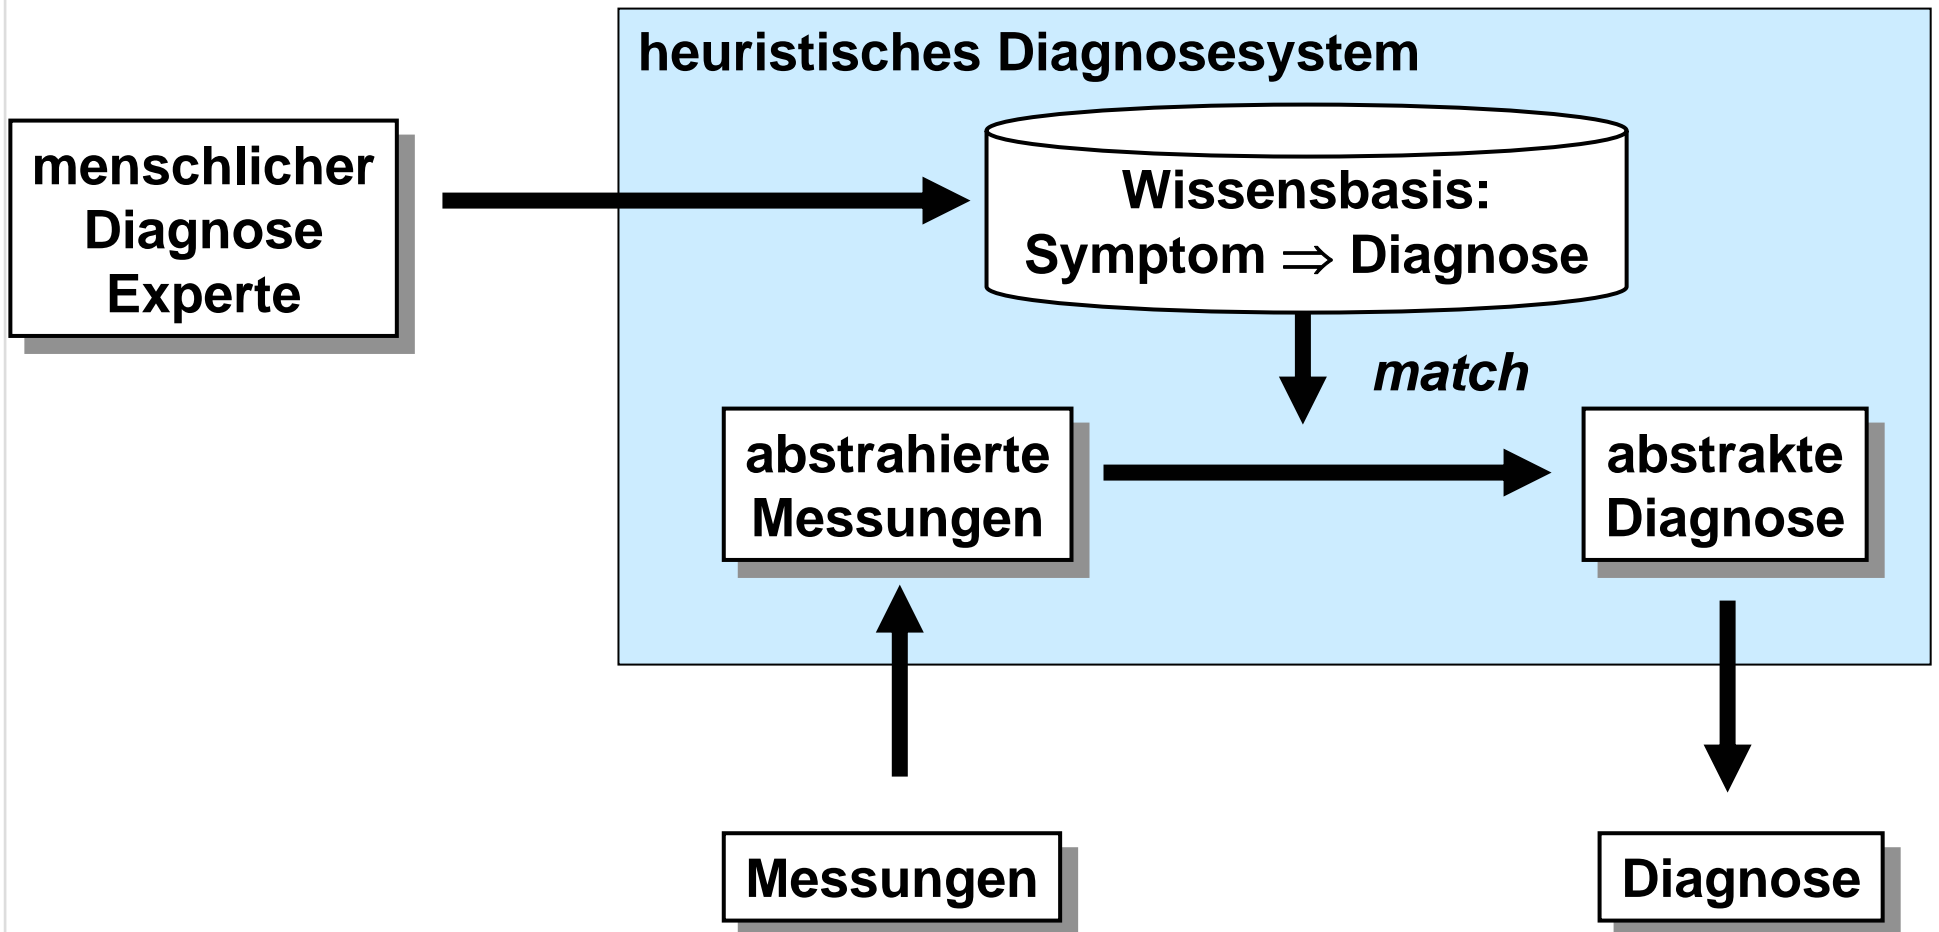 heuristisches Diagnosesystem
menschlicher
Diagnose
Experte
Wissensbasis:
Symptom ⇒ Diagnose
match
abstrahierte
Messungen
abstrakte
Diagnose
Messungen
Diagnose